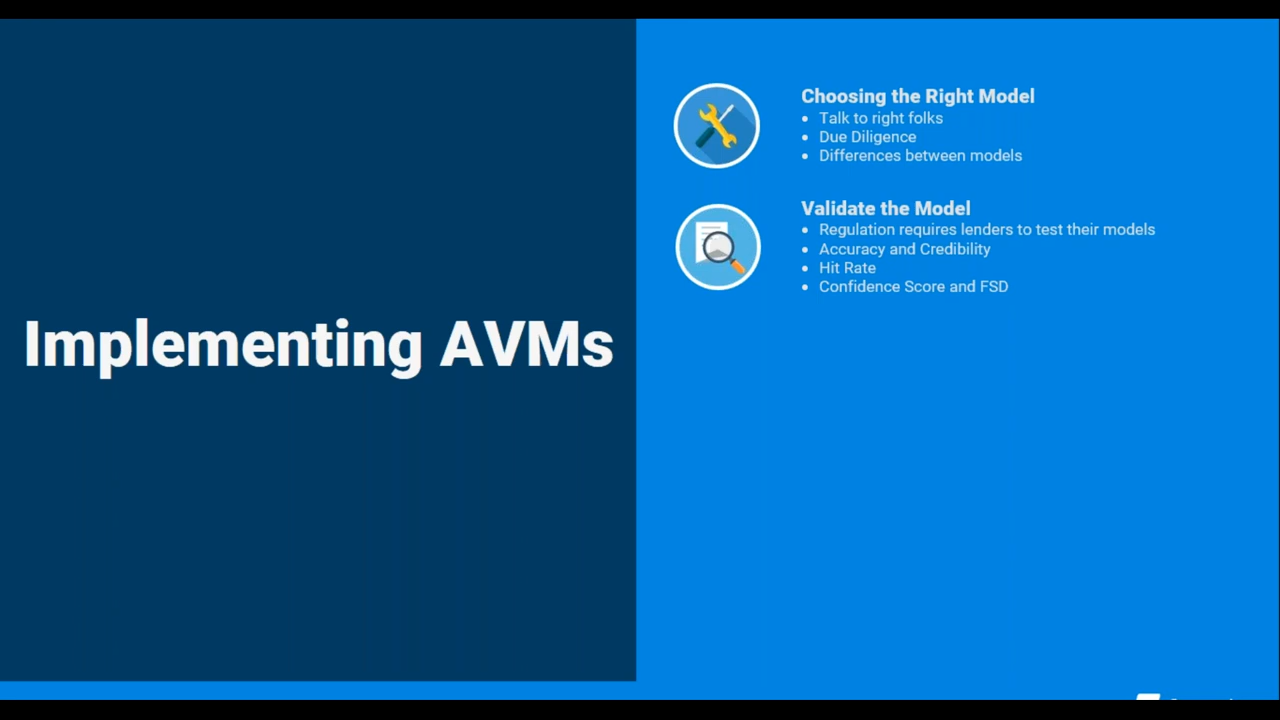 Implementing AVMs
Choosing the Right Model
• Talk to right folks
• Due Diligence
• Differences between models
Validate the Model
• Regulation requires lenders to test their models
• Accuracy and Credibility
• Hit Rate
• Confidence Score and FSD